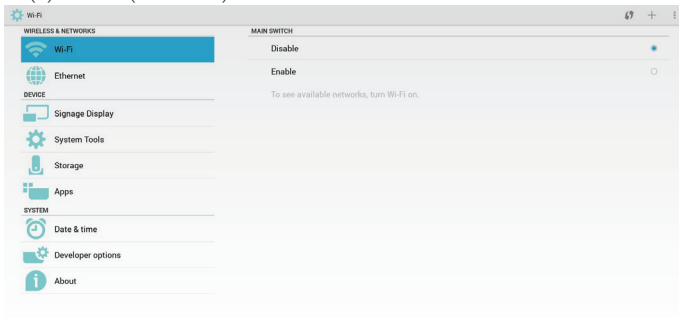 Wi-Fi
WIRELESS & NETWORKS
Wi-Fi
Ethernet
DEVICE
Signage Display
System Tools
Storage
Apps
SYSTEM
Date & time
Developer options
About
MAIN SWITCH
Disable
Enable
To see available networks, turn Wi-Fi on.